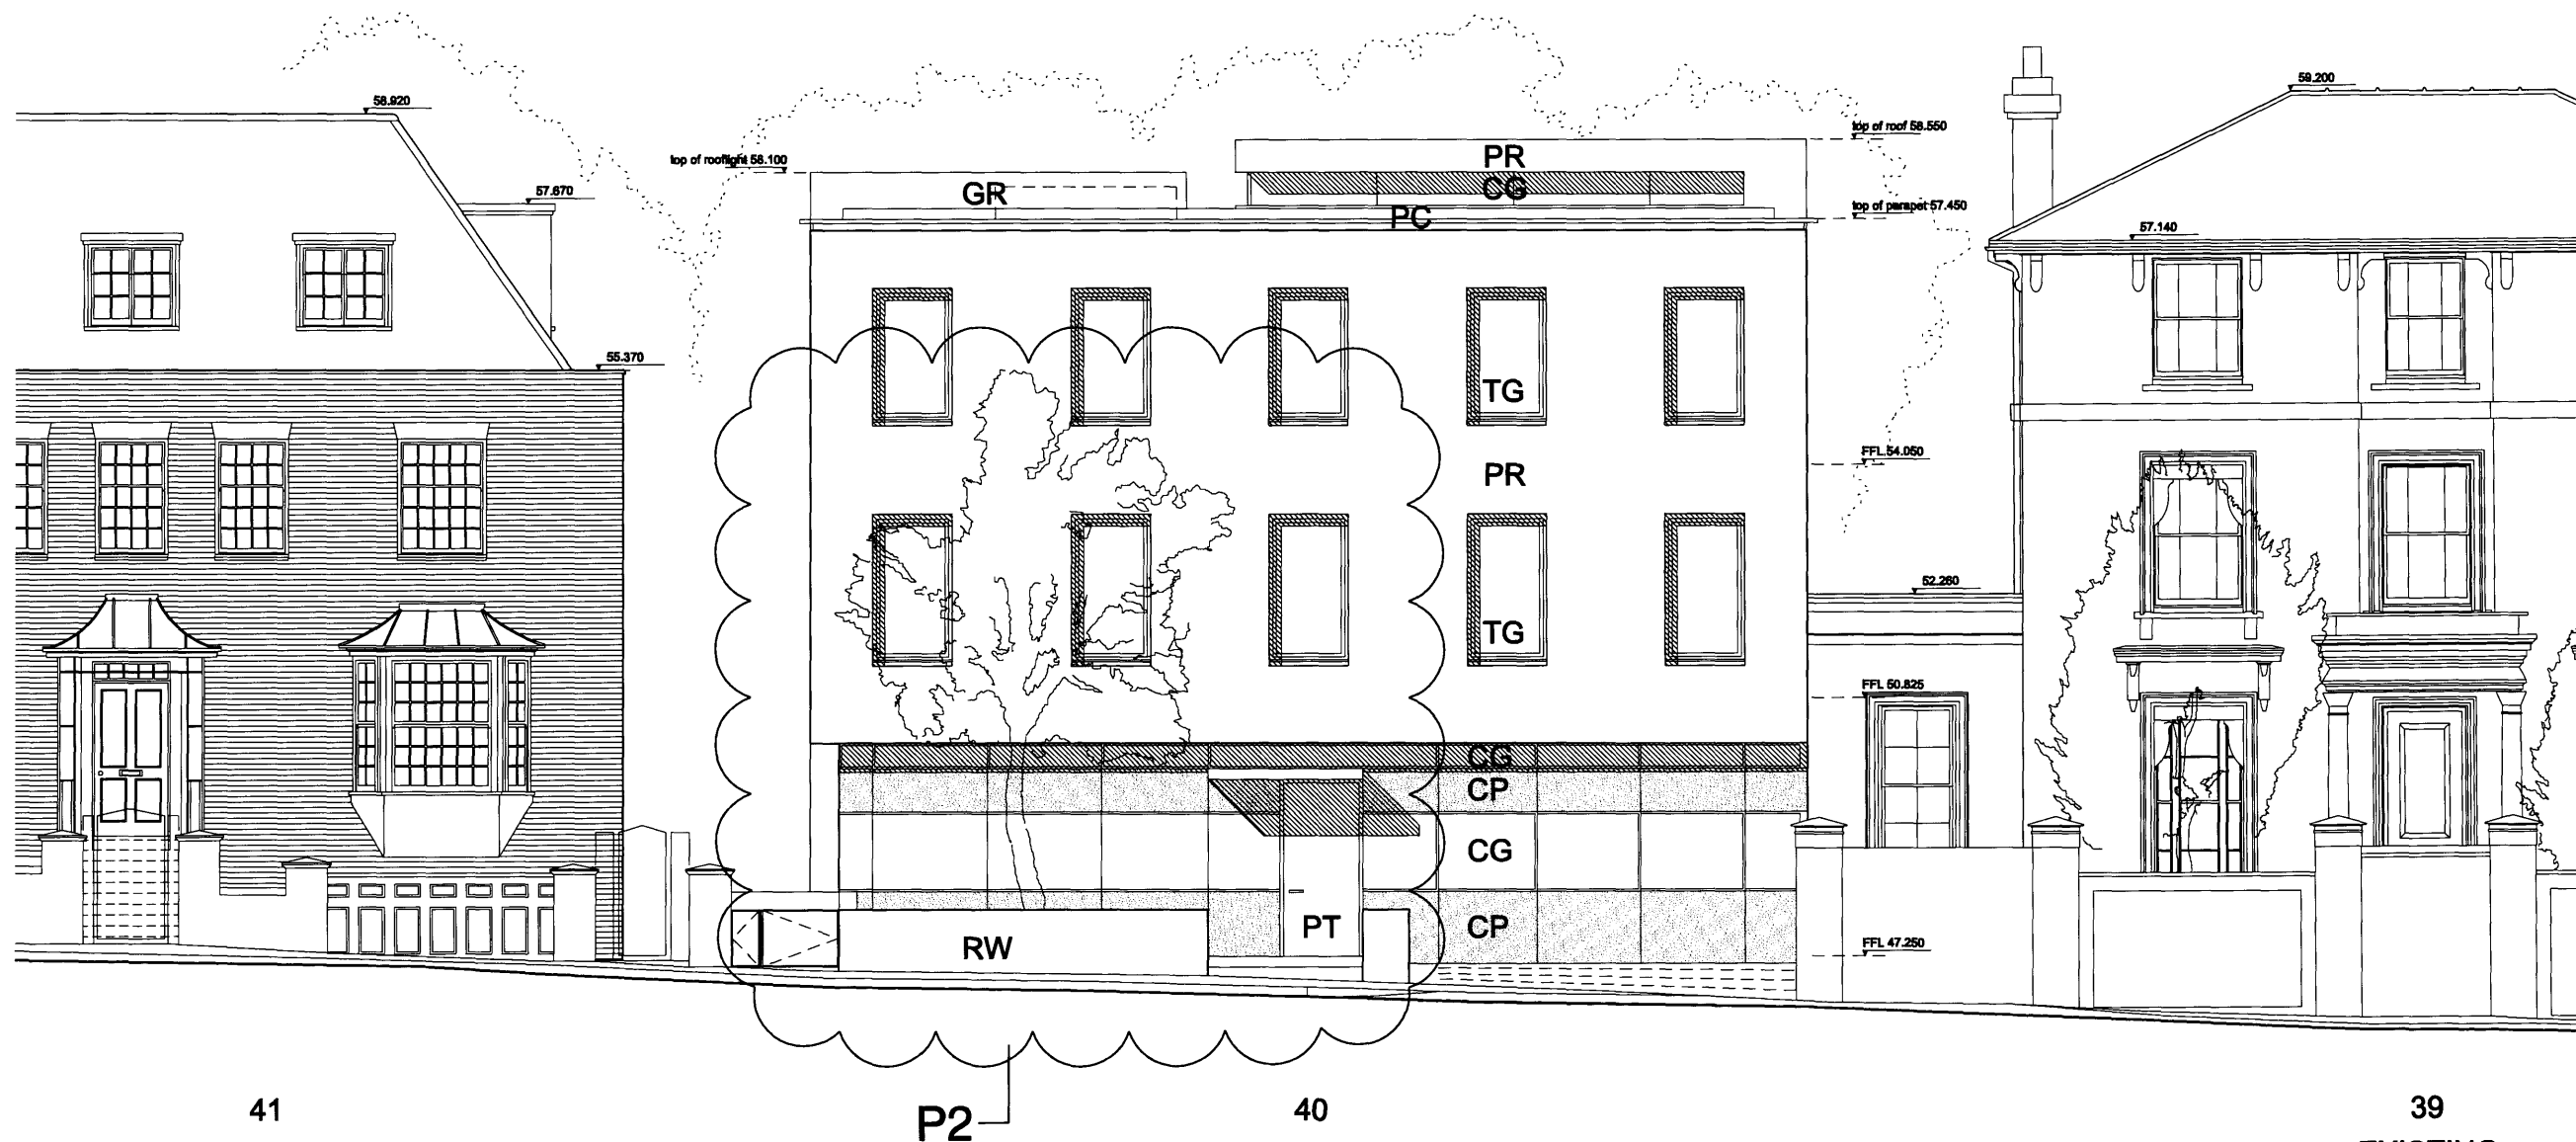 59.200
58.920
top of roof 58.550
top of rooflight 58.100
PR
GR
CG
57.670
top of parapet 57.450
PC
57.140
55.370
TG
FFL 54.050
PR
52.260
TG
FFL 50.825
CG
CP
CG
PT
CP
FFL 47.250
RW
41
P2
40
39